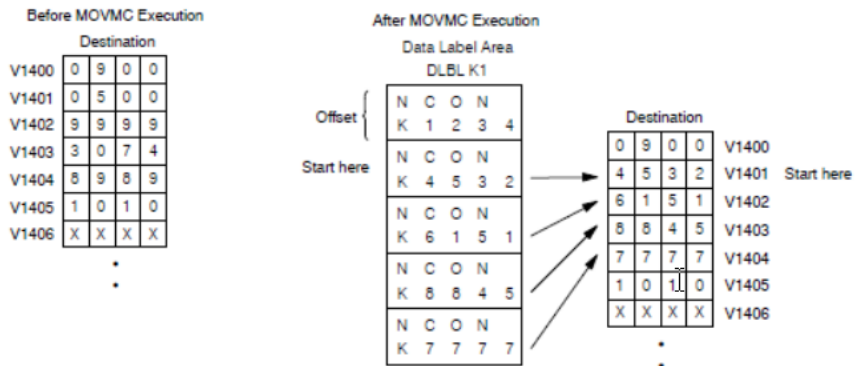 Before MOVMC Execution
Destination
V1400 0 9 0 0
V1401 0 5 0 0
V1402 9 9 9 9
V1403 3 0 7 4
V1404 8 9 8 9
V1405 1 0 1 0
V1406 X X X X
After MOVMC Execution
Data Label Area
DLBL K1
Offset
N C O N
K 1 2 3 4
Start here
N C O N
K 4 5 3 2
N C O N
K 6 1 5 1
N C O N
K 8 8 4 5
N C O N
K 7 7 7 7
Destination
0 9 0 0 V1400
4 5 3 2 V1401 Start here
6 1 5 1 V1402
8 8 4 5 V1403
7 7 7 7 V1404
1 0 1 0 V1405
X X X X V1406